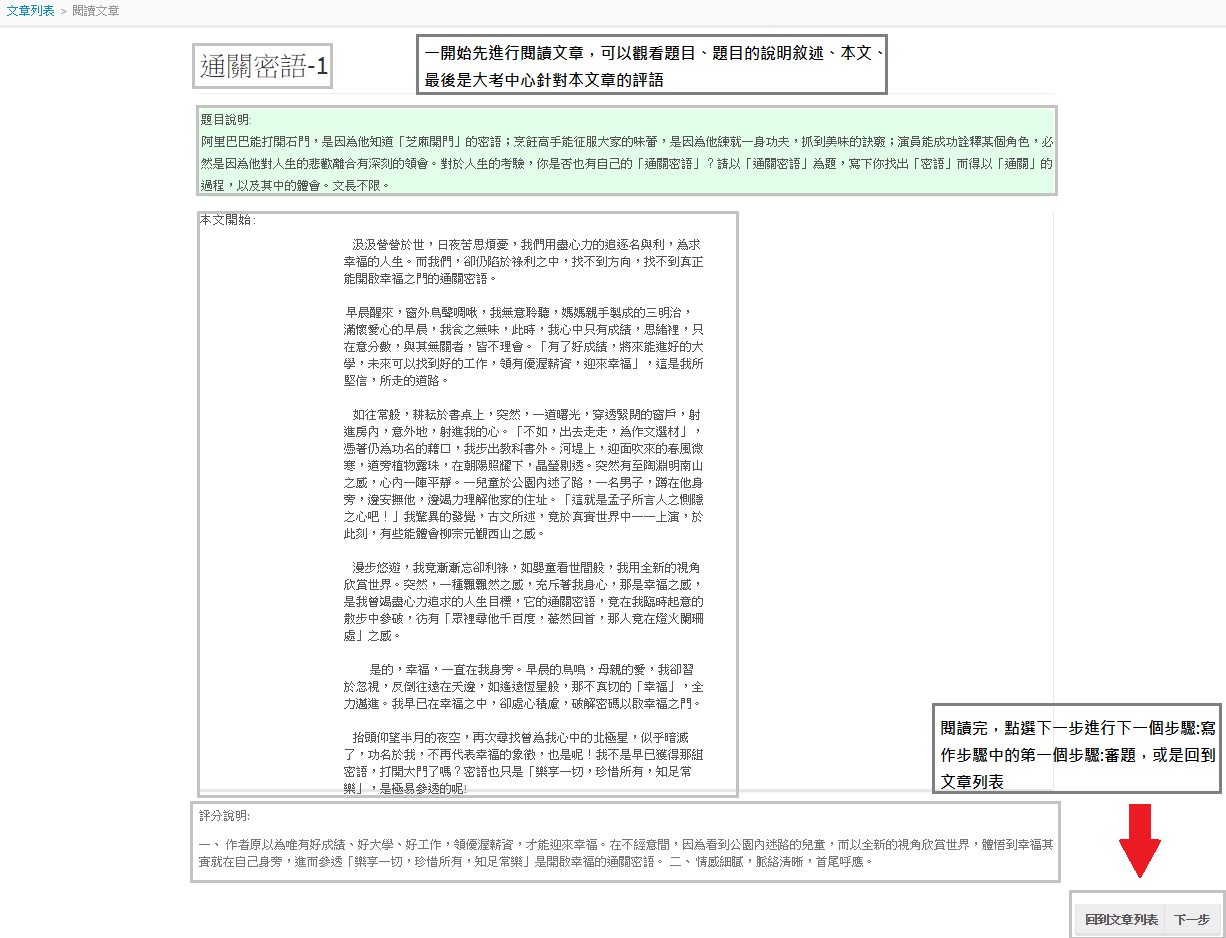 文章列表 > 閱讀文章
通關密語-1
一開始先進行閱讀文章，可以觀看題目、題目的說明敘述、本文、
最後是大考中心針對本文章的評語
題目說明:
阿里巴巴能打開石門，是因為他知道「芝麻開門」的密語；烹飪高手能征服大家的味蕾，是因為他練就一身功夫，抓到美味的訣竅；演員能成功詮釋某個角色，必
然是因為他對人生的悲歡離合有深刻的領會。對於人生的考驗，你是否也有自己的「通關密語」？請以「通關密語」為題，寫下你找出「密語」而得以「通關」的
過程，以及其中的體會。文長不限。
本文開始:
汲汲營營於世，日夜苦思煩憂，我們用盡心力的追逐名與利，為求
幸福的人生。而我們，卻仍陷於祿利之中，找不到方向，找不到真正
能開啟幸福之門的通關密語。
早晨醒來，窗外鳥聲啁啾，我無意聆聽，媽媽親手製成的三明治，
滿懷愛心的早晨，我食之無味，此時，我心中只有成績，思緒裡，只
在意分數，與其無關者，皆不理會。「有了好成績，將來能進好的大
學，未來可以找到好的工作，領有優渥薪資，迎來幸福」，這是我所
堅信，所走的道路。
如往常般，耕耘於書桌上，突然，一道曙光，穿透緊閉的窗戶，射
進房內，意外地，射進我的心。「不如，出去走走，為作文選材」，
憑著仍為功名的藉口，我步出教科書外。河堤上，迎面吹來的春風微
寒，道旁植物露珠，在朝陽照耀下，晶瑩剔透。突然有至陶淵明南山
之感，心內一陣平靜。一兒童於公園內迷了路，一名男子，蹲在他身
旁，邊安撫他，邊竭力理解他家的住址。「這就是孟子所言人之惻隱
之心吧！」我驚異的發覺，古文所述，竟於真實世界中一一上演，於
此刻，有些能體會柳宗元觀西山之感。
漫步悠遊，我竟漸漸忘卻利祿，如嬰童看世間般，我用全新的視角
欣賞世界。突然，一種飄飄然之感，充斥著我身心，那是幸福之感，
是我曾竭盡心力追求的人生目標，它的通關密語，竟在我臨時起意的
散步中參破，彷有「眾裡尋他千百度，驀然回首，那人竟在燈火闌珊
處」之感。
是的，幸福，一直在我身旁。早晨的鳥鳴，母親的愛，我卻習
於忽視，反倒往遠在天邊，如遙遠恆星般，那不真切的「幸福」，全
力邁進。我早已在幸福之中，卻處心積慮，破解密碼以啟幸福之門。
抬頭仰望半月的夜空，再次尋找曾為我心中的北極星，似乎暗滅
了，功名於我，不再代表幸福的象徵，也是呢！我不是早已獲得那組
密語，打開大門了嗎？密語也只是「樂享一切，珍惜所有，知足常
樂」，是極易參透的呢!
閱讀完，點選下一步進行下一個步驟:寫
作步驟中的第一個步驟:審題，或是回到
文章列表
評分說明:
一、 作者原以為唯有好成績、好大學、好工作，領優渥薪資，才能迎來幸福。在不經意間，因為看到公園內迷路的兒童，而以全新的視角欣賞世界，體悟到幸福其
實就在自己身旁，進而參透「樂享一切，珍惜所有，知足常樂」是開啟幸福的通關密語。 二、 情感細膩，脈絡清晰，首尾呼應。
回到文章列表 下一步